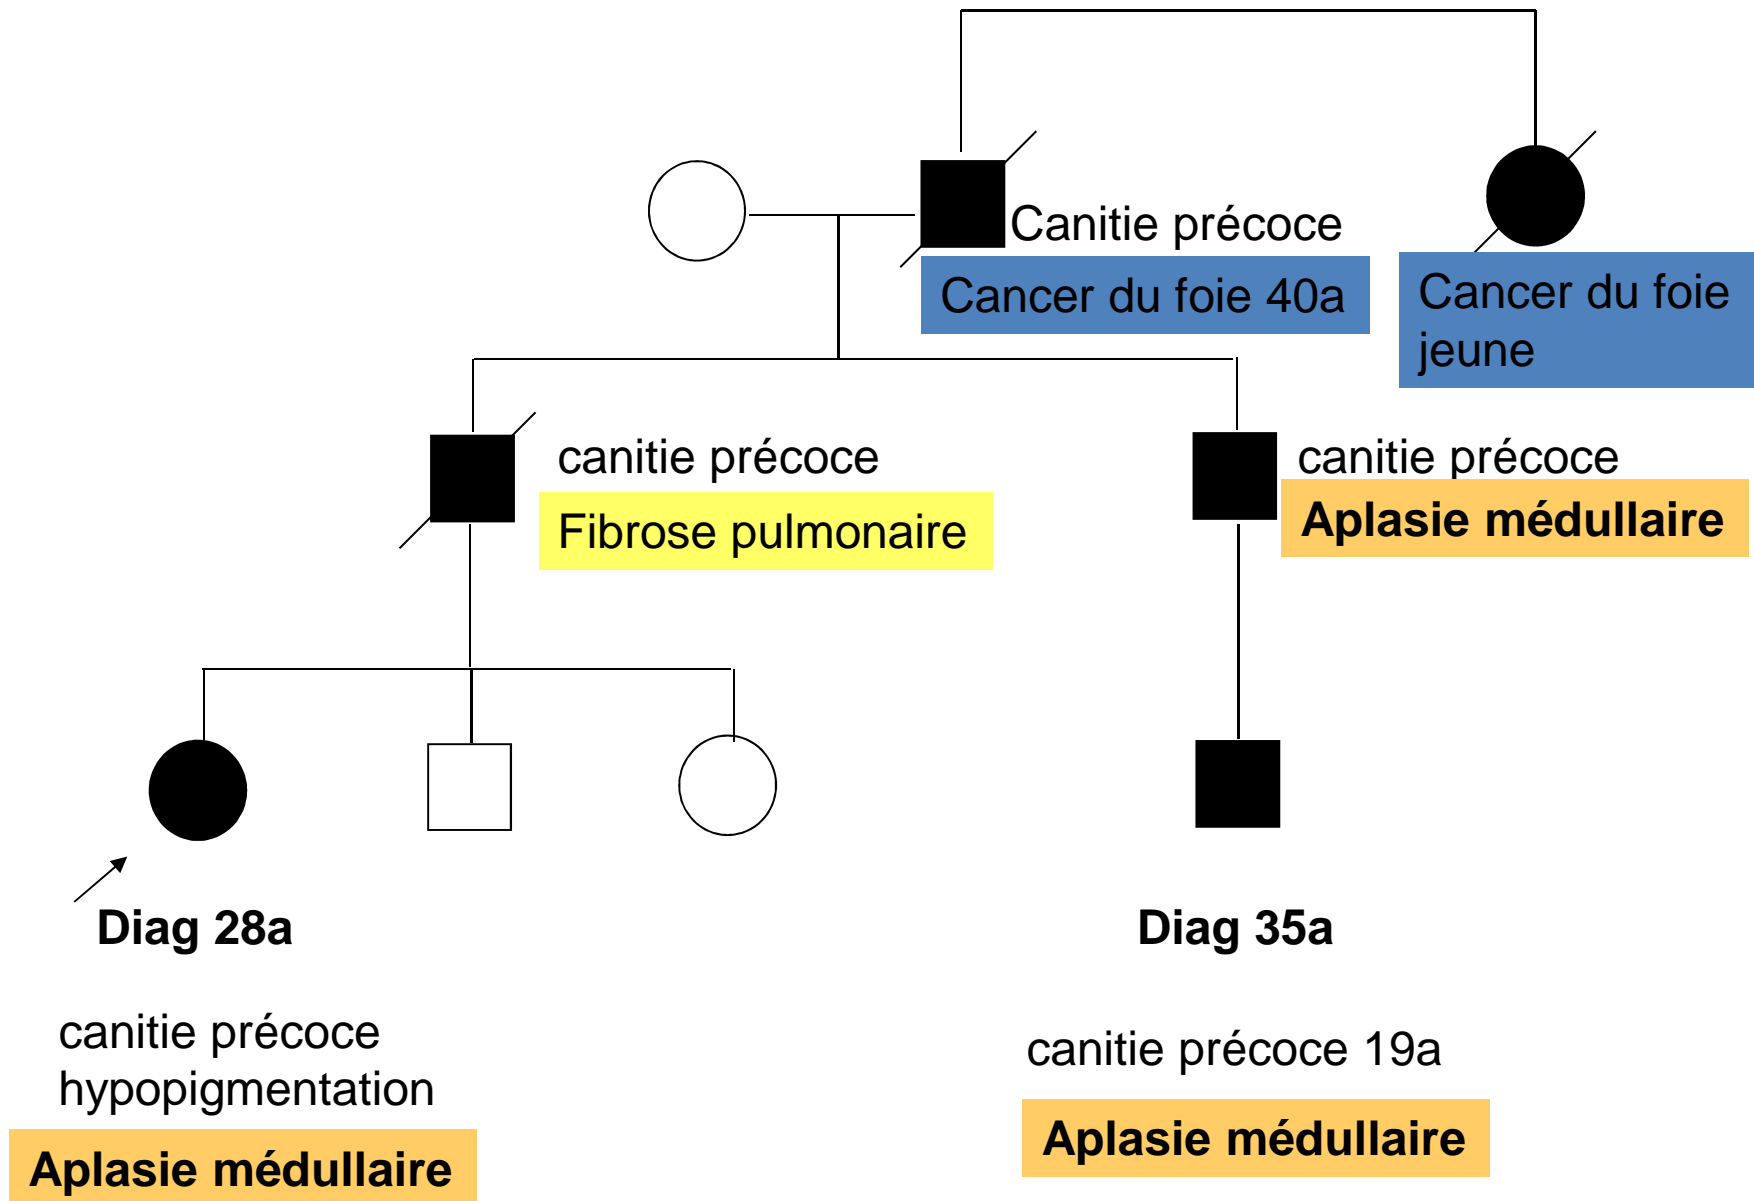 Canitie précoce
Cancer du foie 40a
Cancer du foie
jeune
canitie précoce
Fibrose pulmonaire
canitie précoce
Aplasie médullaire
Diag 28a
canitie précoce
hypopigmentation
Aplasie médullaire
Diag 35a
canitie précoce 19a
Aplasie médullaire